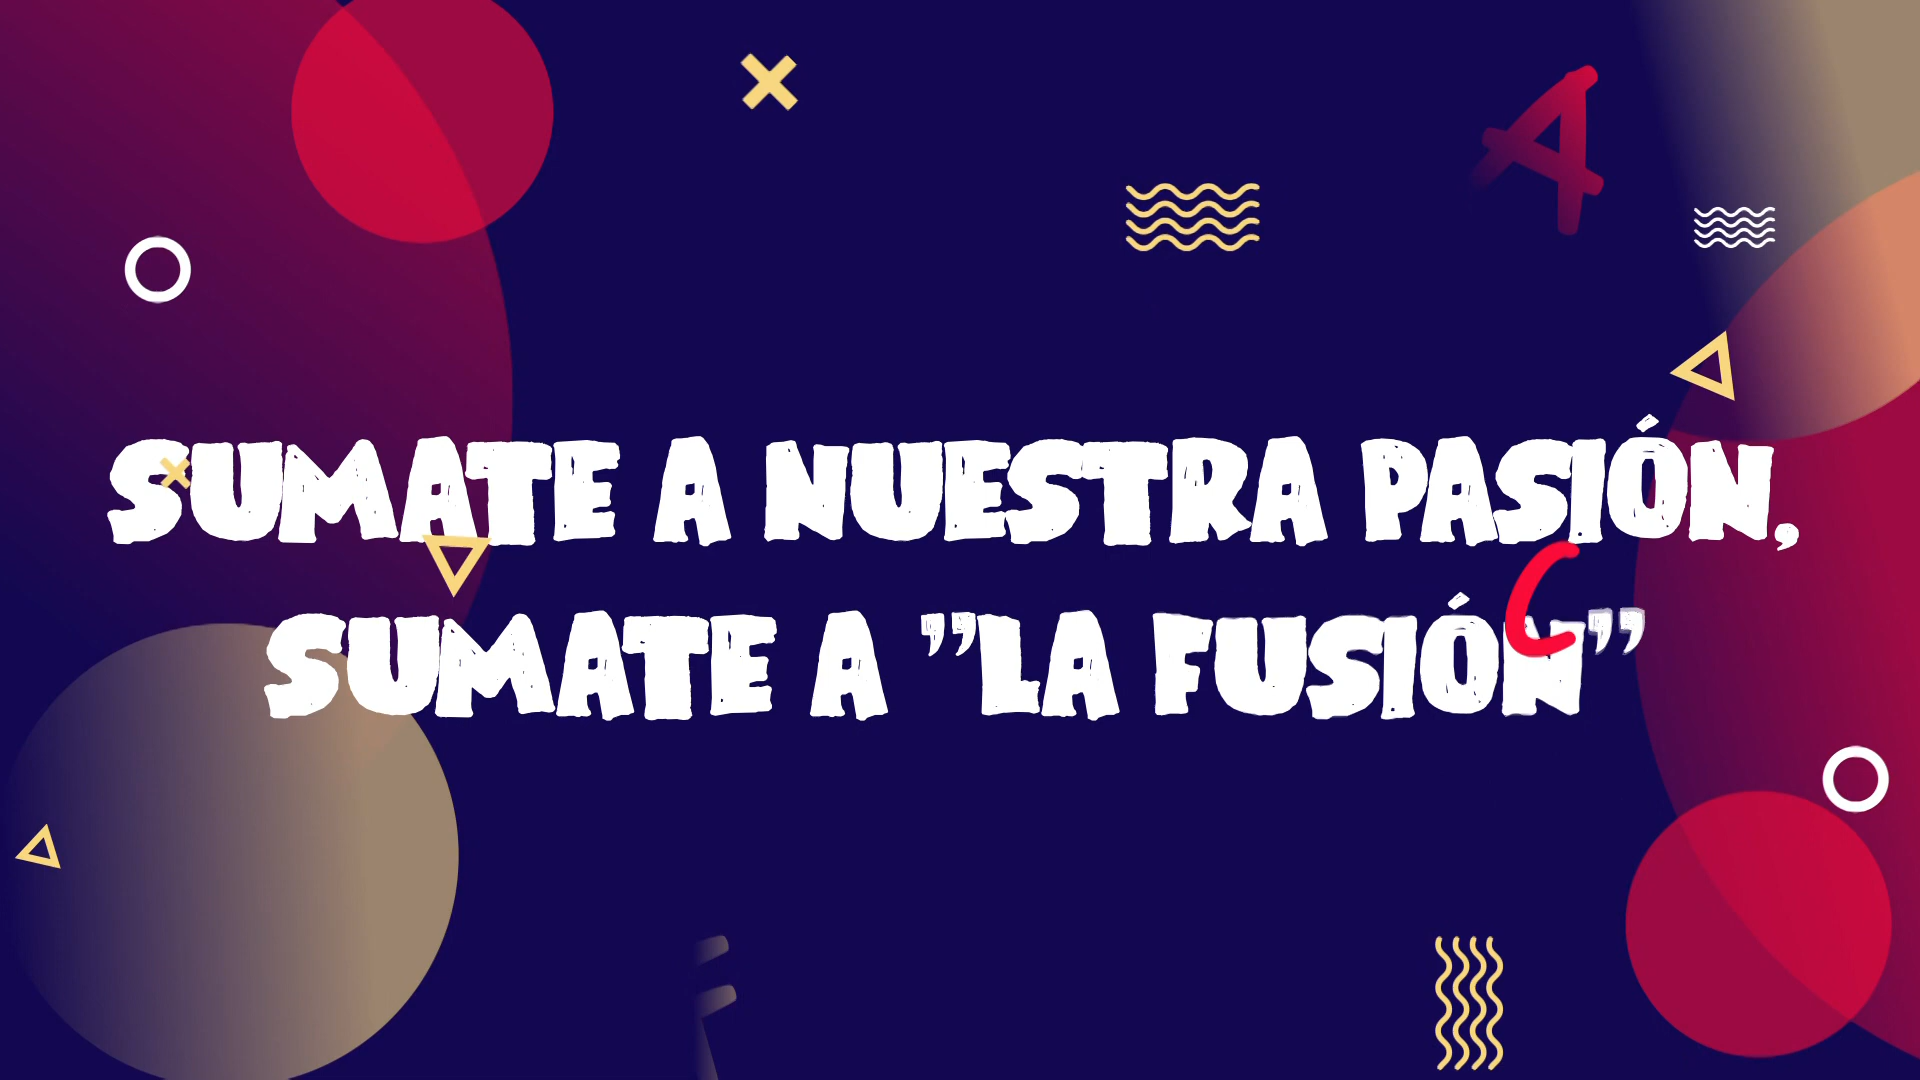 A
SUMATE A NUESTRA PASIÓN,
SUMATE A "LA FUSIÓN"
C
F